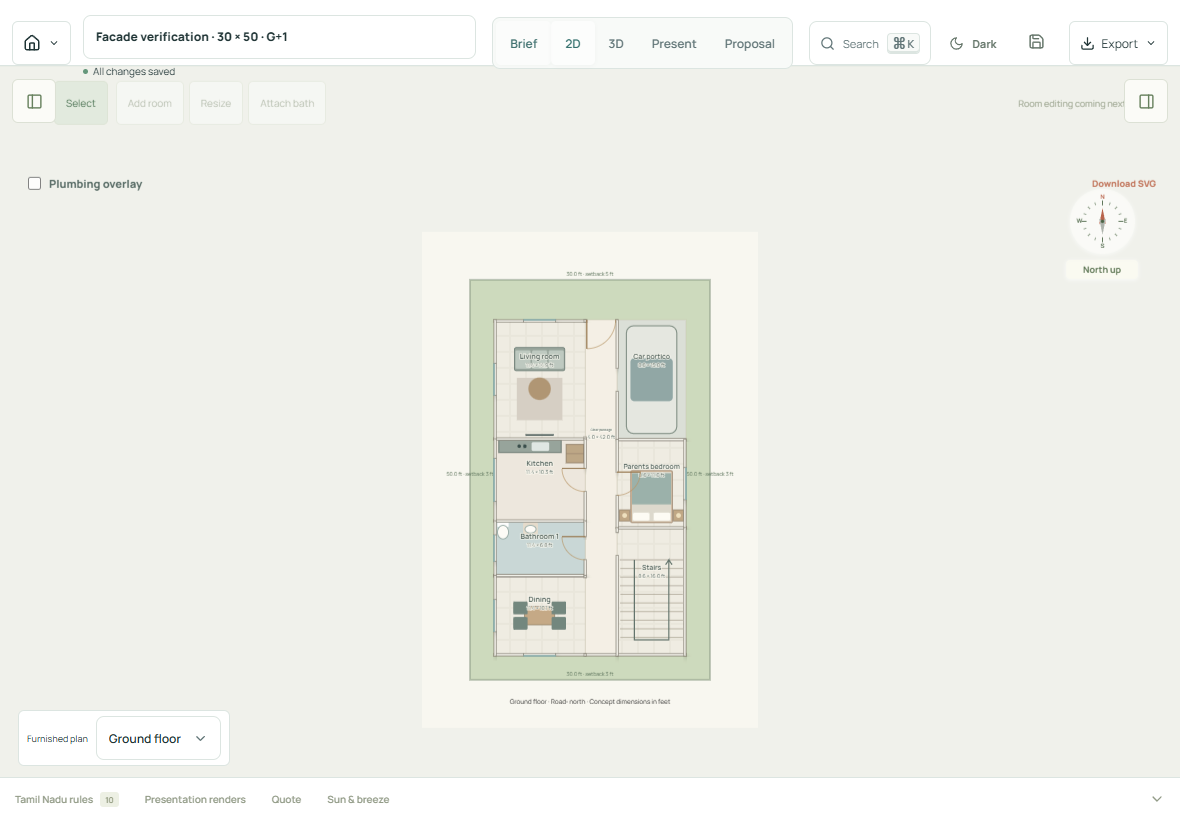 Facade verification · 30 × 50 · G+1
Brief
2D
3D
Present
Proposal
Search
⌘K
Dark
Export
All changes saved
Select
Add room
Resize
Attach bath
Room editing coming next
Plumbing overlay
Download SVG
N
W
E
S
North up
30.0 ft · setback 5 ft
Living room
Car portico
Kitchen
Parents bedroom
50.0 ft · setback 3 ft
50.0 ft · setback 3 ft
Bathroom 1
Stairs
Dining
30.0 ft · setback 3 ft
Ground floor · Road- north · Concept dimensions in feet
Furnished plan
Ground floor
Tamil Nadu rules
10
Presentation renders
Quote
Sun & breeze